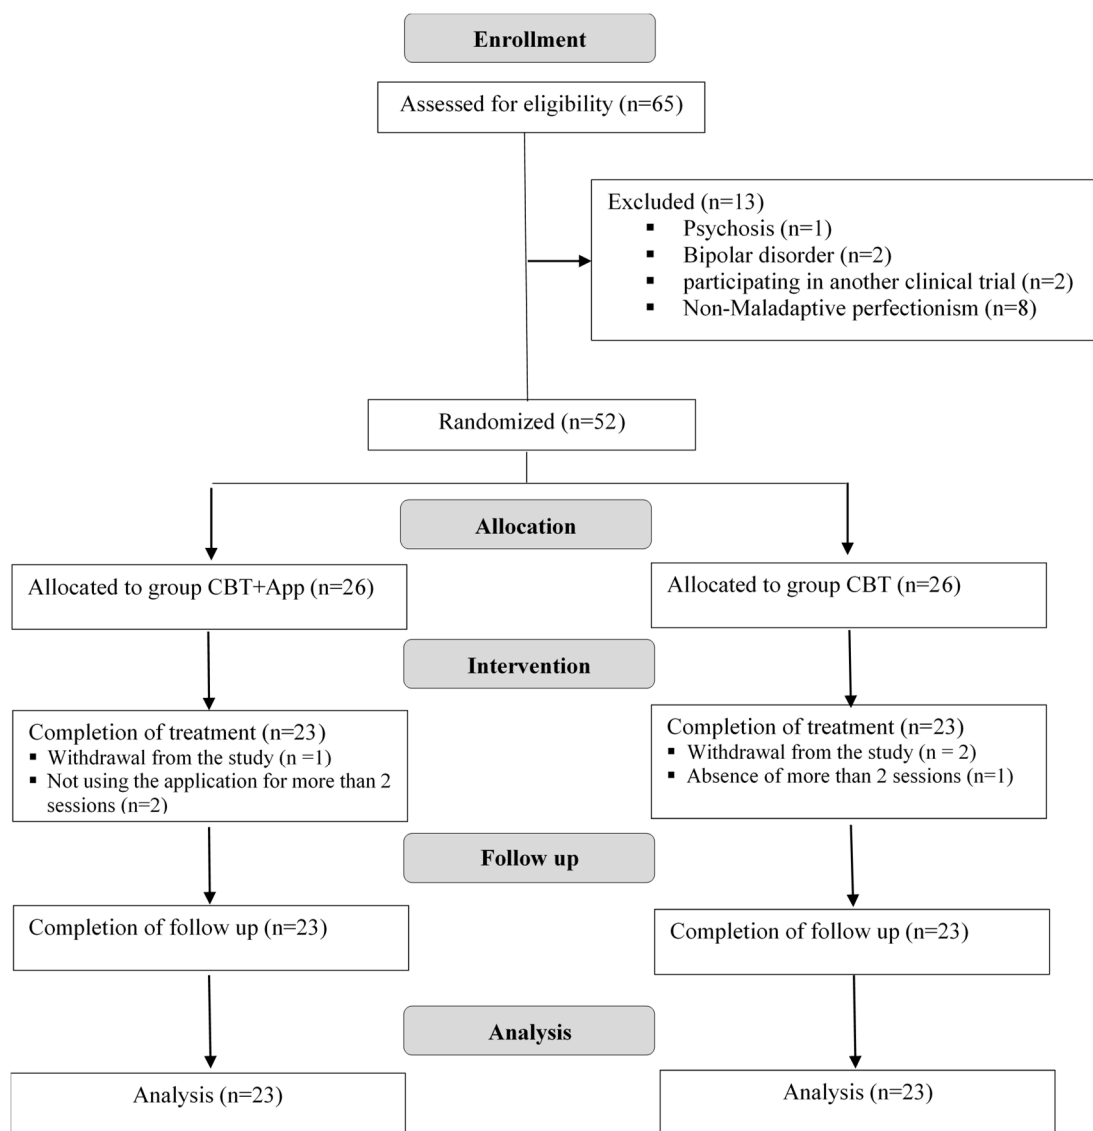 Enrollment
Assessed for eligibility (n=65)
Excluded (n=13)
▪ Psychosis (n=1)
▪ Bipolar disorder (n=2)
▪ participating in another clinical trial (n=2)
▪ Non-Maladaptive perfectionism (n=8)
Randomized (n=52)
Allocation
Allocated to group CBT+App (n=26)
Allocated to group CBT (n=26)
Intervention
Completion of treatment (n=23)
▪ Withdrawal from the study (n =1)
▪ Not using the application for more than 2
sessions (n=2)
Completion of treatment (n=23)
▪ Withdrawal from the study (n = 2)
▪ Absence of more than 2 sessions (n=1)
Follow up
Completion of follow up (n=23)
Completion of follow up (n=23)
Analysis
Analysis (n=23)
Analysis (n=23)